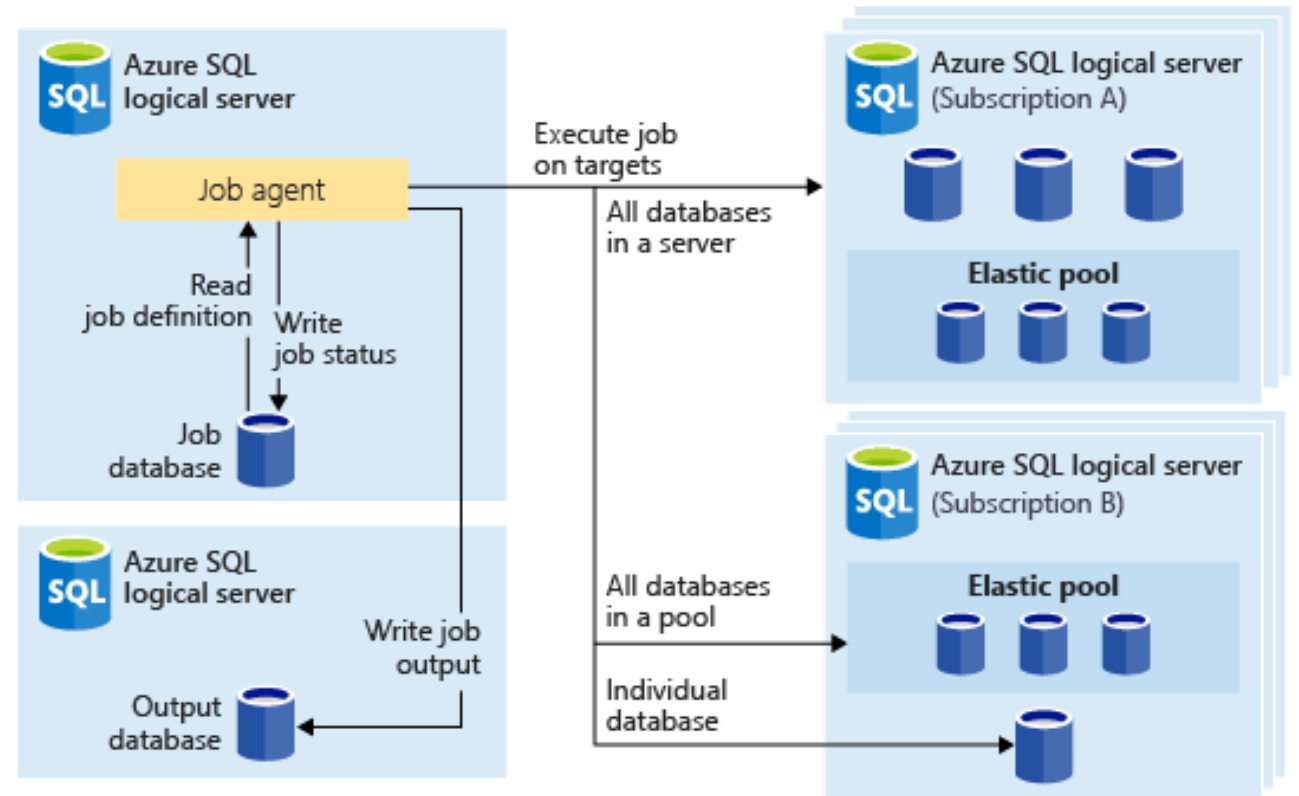 SQL
Azure SQL
logical server
Job agent
Read
job definition
Write
job status
Job
database
SQL
Azure SQL
logical server
Write job
output
Output
database
Execute job
on targets
All databases
in a server
All databases
in a pool
Individual
database
SQL
Azure SQL logical server
(Subscription A)
Elastic pool
SQL
Azure SQL logical server
(Subscription B)
Elastic pool